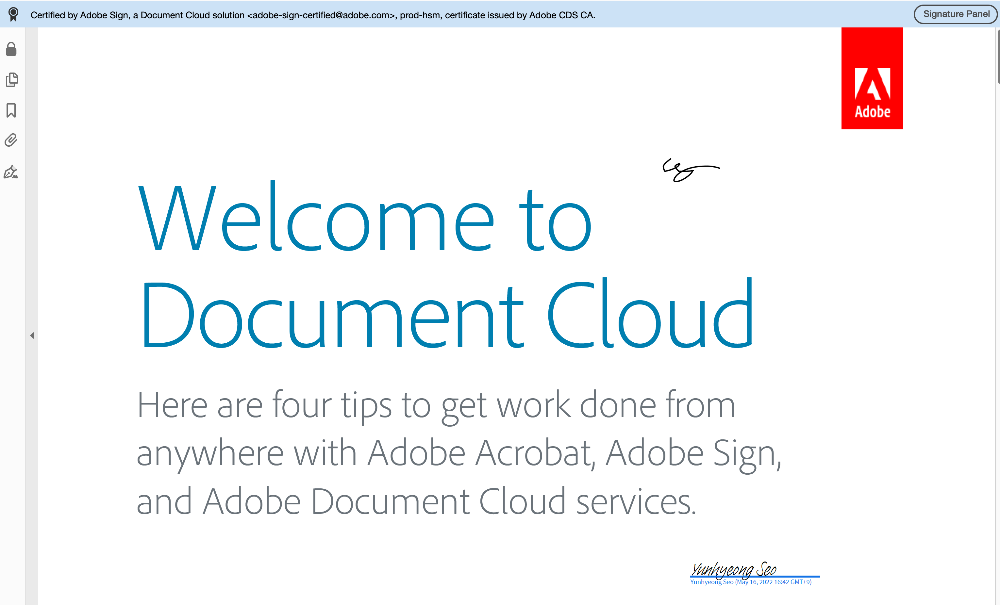 Certified by Adobe Sign, a Document Cloud solution <adobe-sign-certified@adobe.com>, prod-hsm, certificate issued by Adobe CDS CA.
Signature Panel
Adobe
Welcome to
Document Cloud
Here are four tips to get work done from
anywhere with Adobe Acrobat, Adobe Sign,
and Adobe Document Cloud services.
Yunhyeong Seo
Yunhyeong Seo (May 16, 2022 16:42 GMT+9)